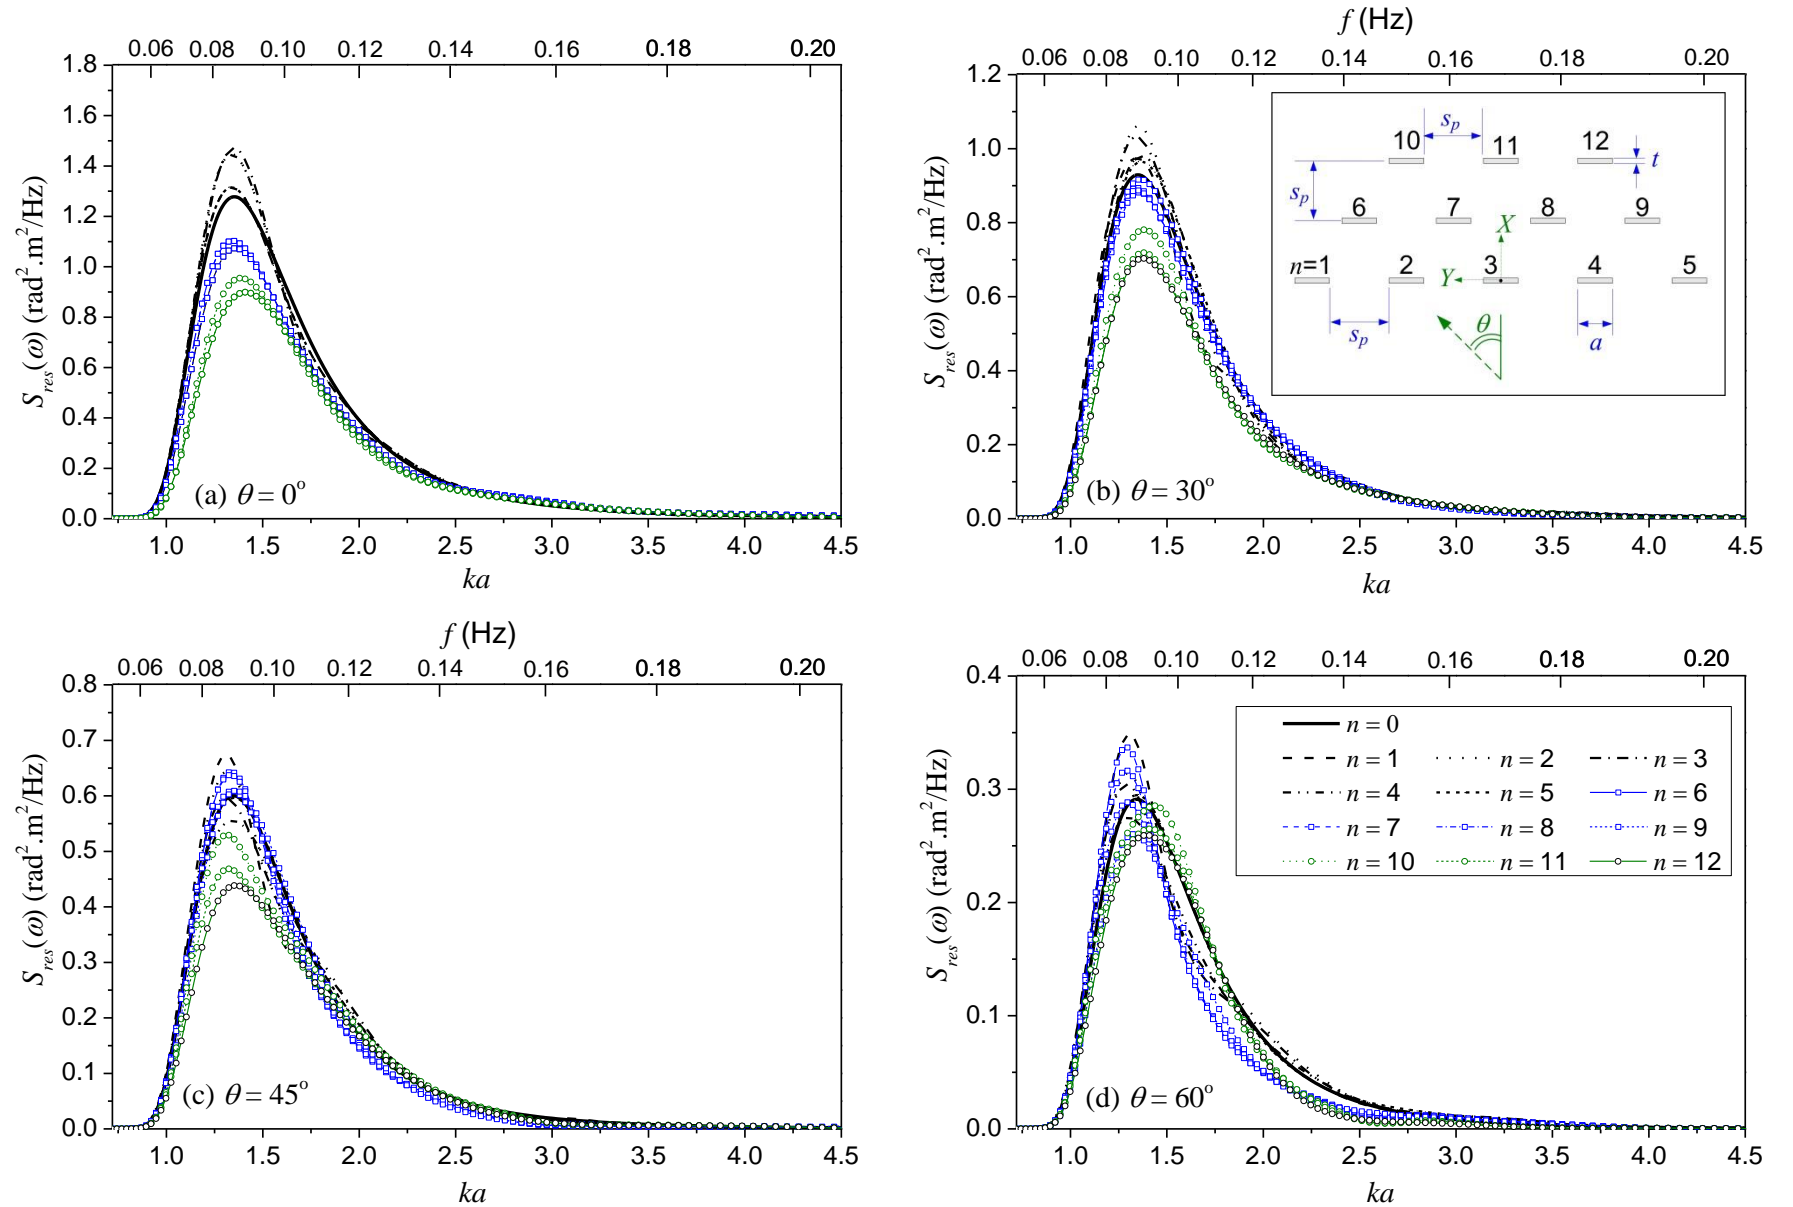 f (Hz)
0.06 0.08 0.10 0.12 0.14 0.16 0.18 0.20
1.8
1.6
1.4
1.2
1.0
0.8
0.6
0.4
0.2
0.0
S_res(ω) (rad².m²/Hz)
(a) θ = 0°
1.0 1.5 2.0 2.5 3.0 3.5 4.0 4.5
ka
0.06 0.08 0.10 0.12 0.14 0.16 0.18 0.20
1.2
1.0
0.8
0.6
0.4
0.2
0.0
S_res(ω) (rad².m²/Hz)
s_p
10 11 12
t
s_p
6 7 8 9
X
n=1 2 3 4 5
Y
s_p
θ
a
(b) θ = 30°
1.0 1.5 2.0 2.5 3.0 3.5 4.0 4.5
ka
f (Hz)
0.06 0.08 0.10 0.12 0.14 0.16 0.18 0.20
0.8
0.7
0.6
0.5
0.4
0.3
0.2
0.1
0.0
S_res(ω) (rad².m²/Hz)
(c) θ = 45°
1.0 1.5 2.0 2.5 3.0 3.5 4.0 4.5
ka
0.06 0.08 0.10 0.12 0.14 0.16 0.18 0.20
0.4
0.3
0.2
0.1
0.0
S_res(ω) (rad².m²/Hz)
n = 0
n = 1 n = 2 n = 3
n = 4 n = 5 n = 6
n = 7 n = 8 n = 9
n = 10 n = 11 n = 12
(d) θ = 60°
1.0 1.5 2.0 2.5 3.0 3.5 4.0 4.5
ka